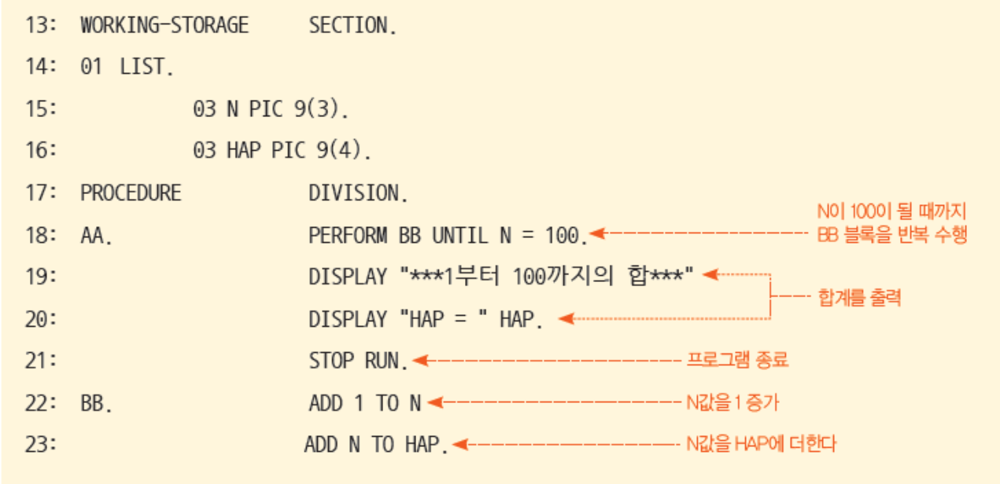 13: WORKING-STORAGE SECTION.
14: 01 LIST.
15: 03 N PIC 9(3).
16: 03 HAP PIC 9(4).
17: PROCEDURE DIVISION.
18: AA. PERFORM BB UNTIL N = 100.
N이 100이 될 때까지
BB 블록을 반복 수행
19: DISPLAY "***1부터 100까지의 합***"
합계를 출력
20: DISPLAY "HAP = " HAP.
21: STOP RUN. 프로그램 종료
22: BB. ADD 1 TO N N값을 1 증가
23: ADD N TO HAP. N값을 HAP에 더한다